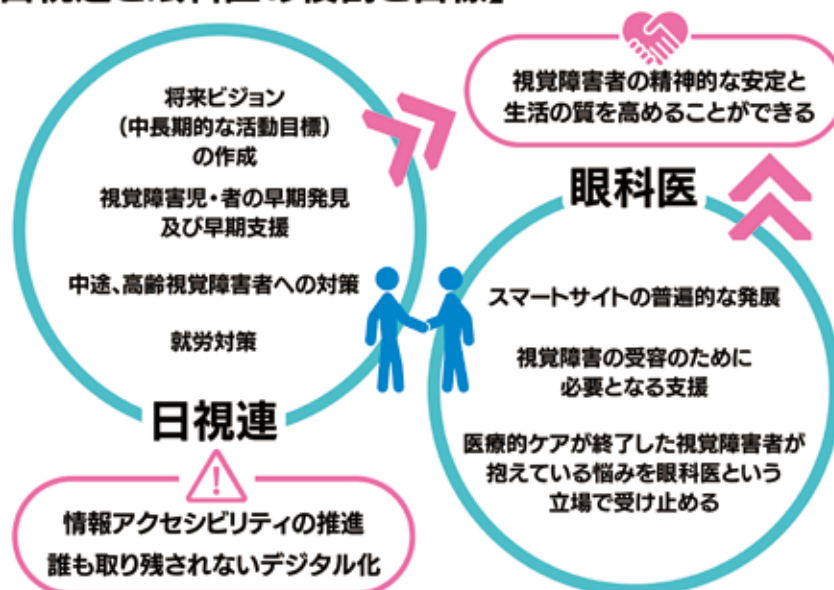 将来ビジョン
（中長期的な活動目標）
の作成
視覚障害児・者の早期発見
及び早期支援
中途、高齢視覚障害者への対策
就労対策
日視連
情報アクセシビリティの推進
誰も取り残されないデジタル化
視覚障害者の精神的な安定と
生活の質を高めることができる
眼科医
スマートサイトの普遍的な発展
視覚障害の受容のために
必要となる支援
医療的ケアが終了した視覚障害者が
抱えている悩みを眼科医という
立場で受け止める